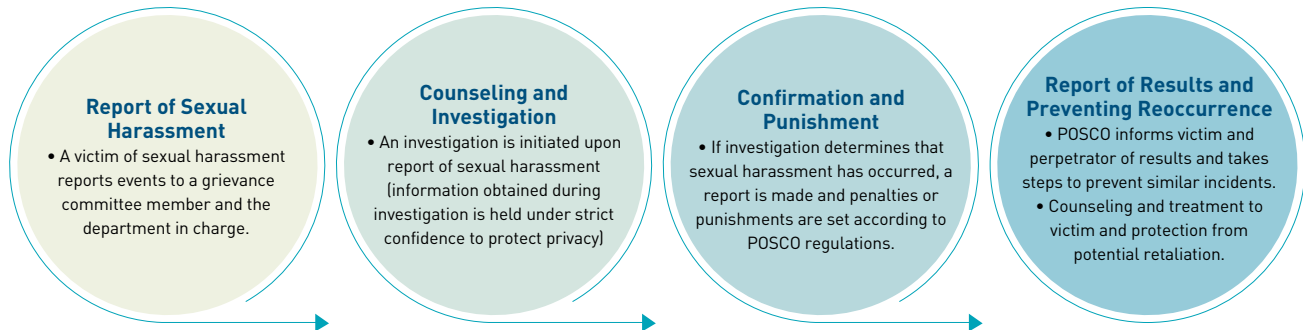 Report of Sexual
Harassment
• A victim of sexual harassment
reports events to a grievance
committee member and the
department in charge.
Counseling and
Investigation
• An investigation is initiated upon
report of sexual harassment
(information obtained during
investigation is held under strict
confidence to protect privacy)
Confirmation and
Punishment
• If investigation determines that
sexual harassment has occurred, a
report is made and penalties or
punishments are set according to
POSCO regulations.
Report of Results and
Preventing Reoccurrence
• POSCO informs victim and
perpetrator of results and takes
steps to prevent similar incidents.
• Counseling and treatment to
victim and protection from
potential retaliation.